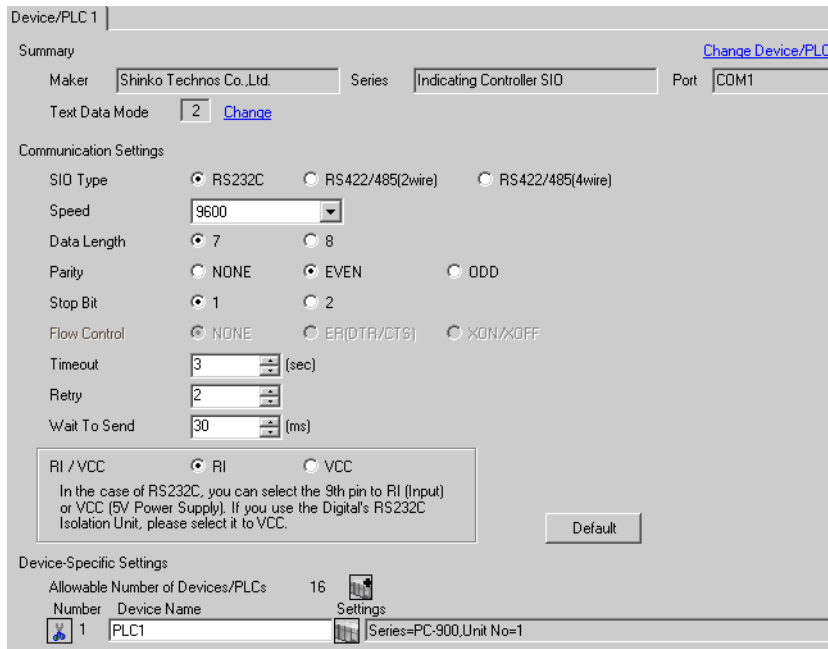 Device/PLC 1
Summary Change Device/PLC
Maker Shinko Technos Co.,Ltd. Series Indicating Controller SIO Port COM1
Text Data Mode 2 Change
Communication Settings
SIO Type RS232C RS422/485(2wire) RS422/485(4wire)
Speed 9600
Data Length 7 8
Parity NONE EVEN ODD
Stop Bit 1 2
Flow Control NONE ER(DTR/CTS) XON/XOFF
Timeout 3 (sec)
Retry 2
Wait To Send 30 (ms)
RI / VCC RI VCC
In the case of RS232C, you can select the 9th pin to RI (Input)
or VCC (5V Power Supply). If you use the Digital's RS232C
Isolation Unit, please select it to VCC.
Default
Device-Specific Settings
Allowable Number of Devices/PLCs 16
Number Device Name Settings
1 PLC1 Series=PC-900,Unit No=1